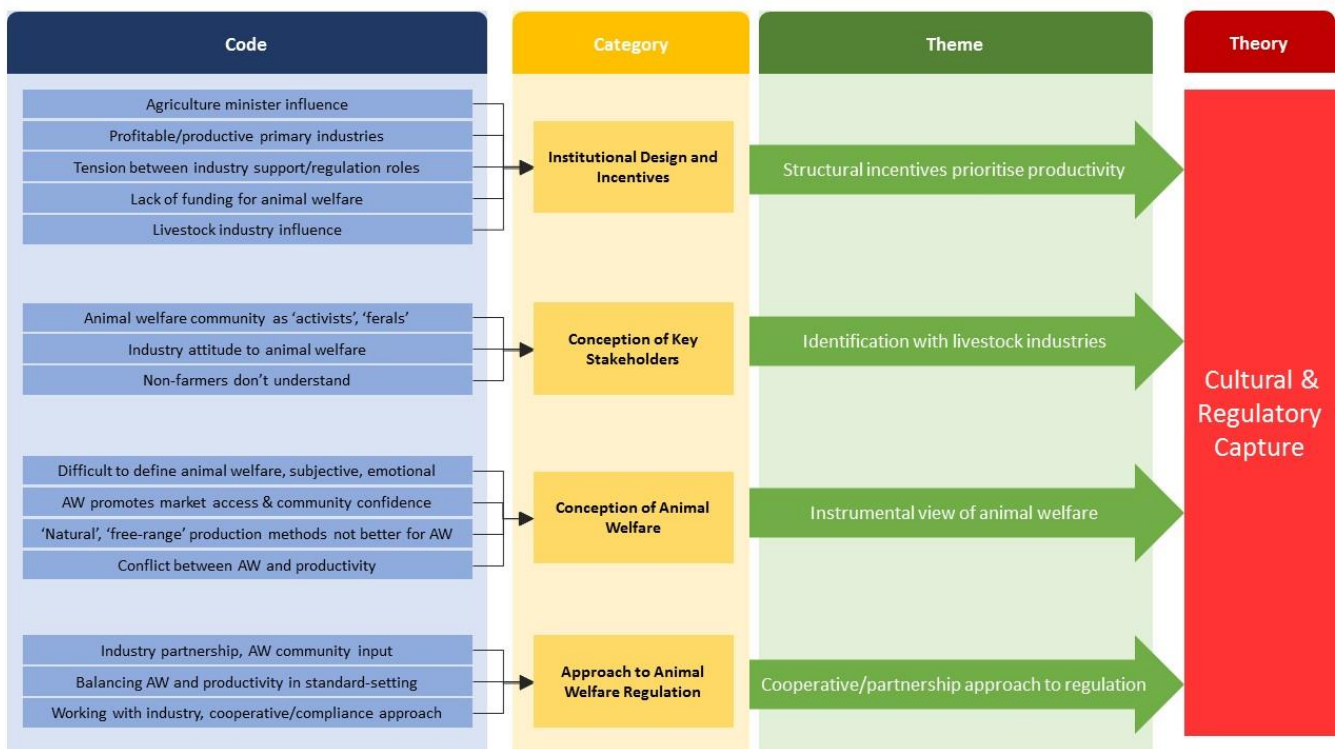 Code
Category
Theme
Theory
Agriculture minister influence
Profitable/productive primary industries
Tension between industry support/regulation roles
Lack of funding for animal welfare
Livestock industry influence
Institutional Design and
Incentives
Structural incentives prioritise productivity
Animal welfare community as ‘activists’, ‘ferals’
Industry attitude to animal welfare
Non-farmers don’t understand
Conception of Key
Stakeholders
Identification with livestock industries
Difficult to define animal welfare, subjective, emotional
AW promotes market access & community confidence
‘Natural’, ‘free-range’ production methods not better for AW
Conflict between AW and productivity
Conception of Animal
Welfare
Instrumental view of animal welfare
Industry partnership, AW community input
Balancing AW and productivity in standard-setting
Working with industry, cooperative/compliance approach
Approach to Animal
Welfare Regulation
Cooperative/partnership approach to regulation
Cultural &
Regulatory
Capture